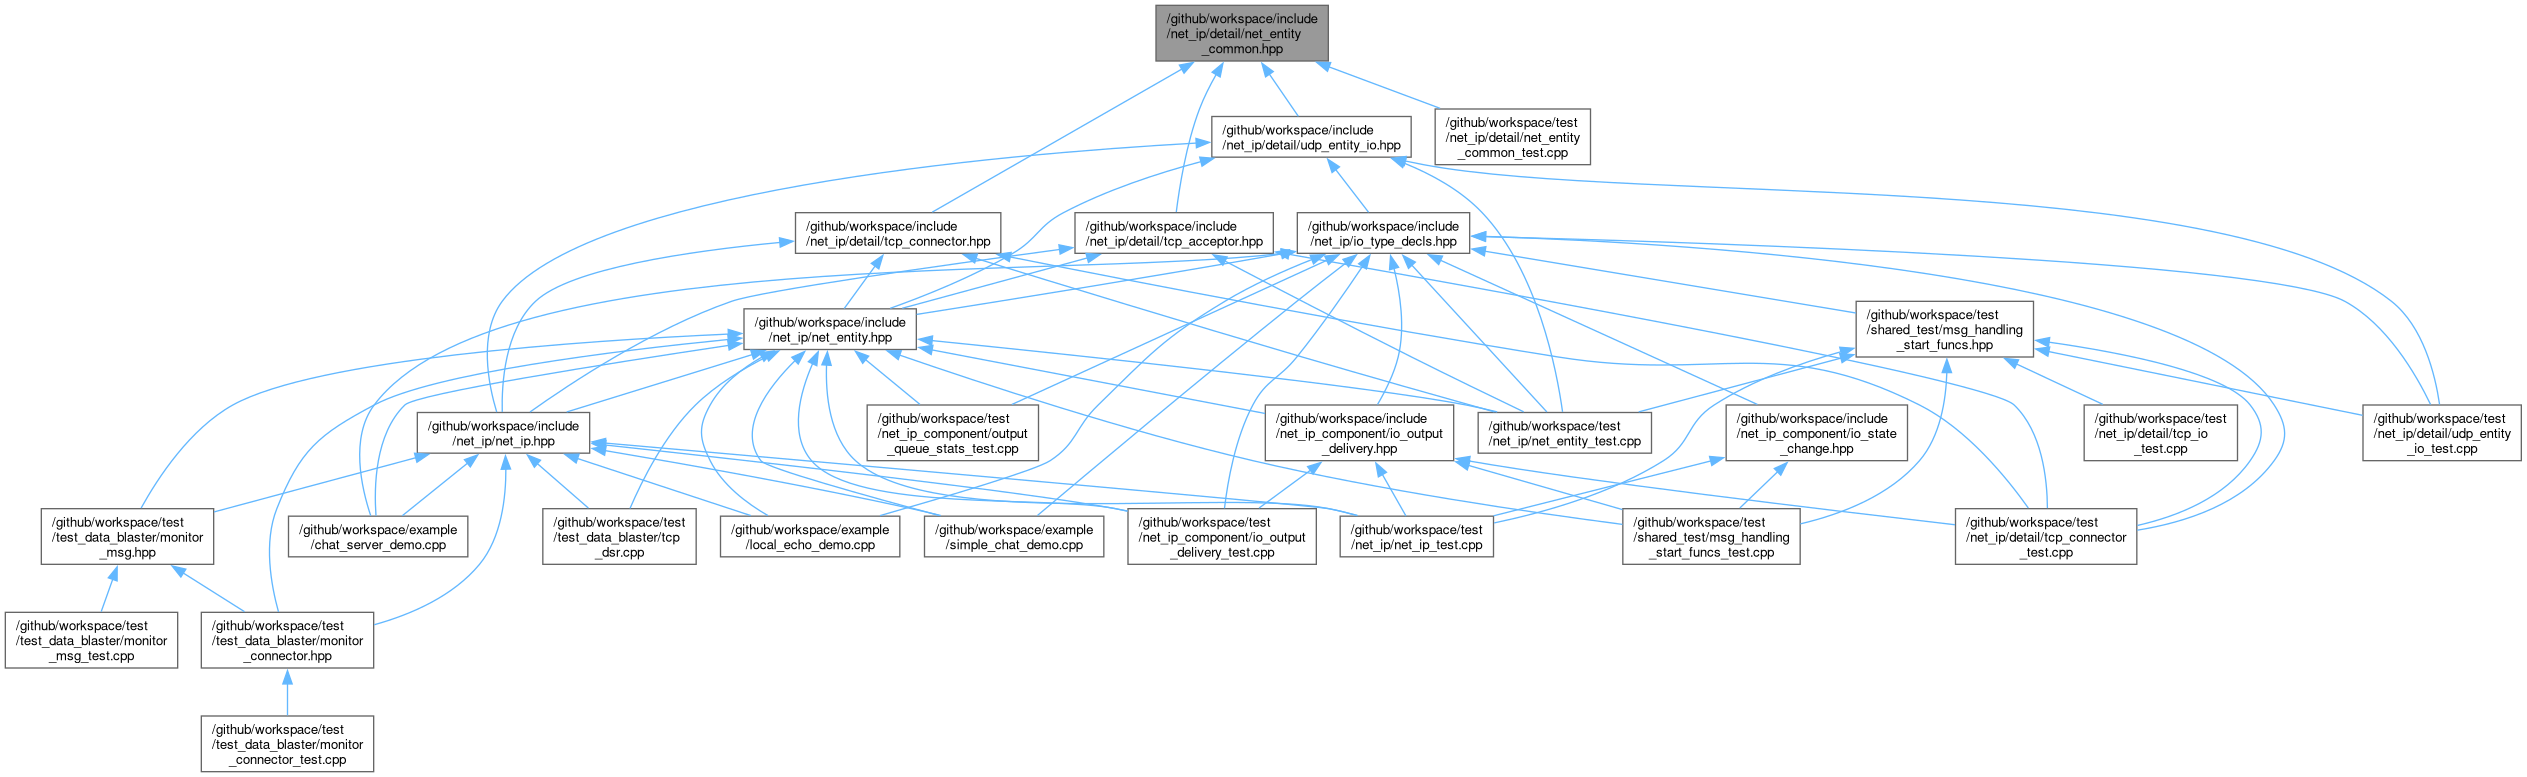 /github/workspace/include
/net_ip/detail/net_entity
_common.hpp
/github/workspace/include
/net_ip/detail/udp_entity_io.hpp
/github/workspace/test
/net_ip/detail/net_entity
_common_test.cpp
/github/workspace/include
/net_ip/detail/tcp_connector.hpp
/github/workspace/include
/net_ip/detail/tcp_acceptor.hpp
/github/workspace/include
/net_ip/io_type_decls.hpp
/github/workspace/include
/net_ip/net_entity.hpp
/github/workspace/test
/shared_test/msg_handling
_start_funcs.hpp
/github/workspace/include
/net_ip/net_ip.hpp
/github/workspace/test
/net_ip_component/output
_queue_stats_test.cpp
/github/workspace/include
/net_ip_component/io_output
_delivery.hpp
/github/workspace/test
/net_ip/net_entity_test.cpp
/github/workspace/include
/net_ip_component/io_state
_change.hpp
/github/workspace/test
/net_ip/detail/tcp_io
_test.cpp
/github/workspace/test
/net_ip/detail/udp_entity
_io_test.cpp
/github/workspace/test
/test_data_blaster/monitor
_msg.hpp
/github/workspace/example
/chat_server_demo.cpp
/github/workspace/test
/test_data_blaster/tcp
_dsr.cpp
/github/workspace/example
/local_echo_demo.cpp
/github/workspace/example
/simple_chat_demo.cpp
/github/workspace/test
/net_ip_component/io_output
_delivery_test.cpp
/github/workspace/test
/net_ip/net_ip_test.cpp
/github/workspace/test
/shared_test/msg_handling
_start_funcs_test.cpp
/github/workspace/test
/net_ip/detail/tcp_connector
_test.cpp
/github/workspace/test
/test_data_blaster/monitor
_msg_test.cpp
/github/workspace/test
/test_data_blaster/monitor
_connector.hpp
/github/workspace/test
/test_data_blaster/monitor
_connector_test.cpp